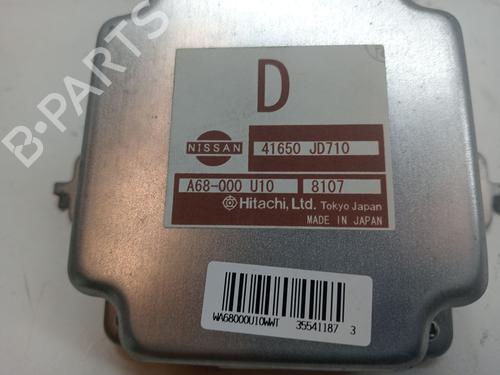 D
NISSAN
41650 JD710
A68-000 U10
8107
Hitachi, Ltd. Tokyo Japan
MADE IN JAPAN
WA68000U10WWT 35541187 3
B-PARTS